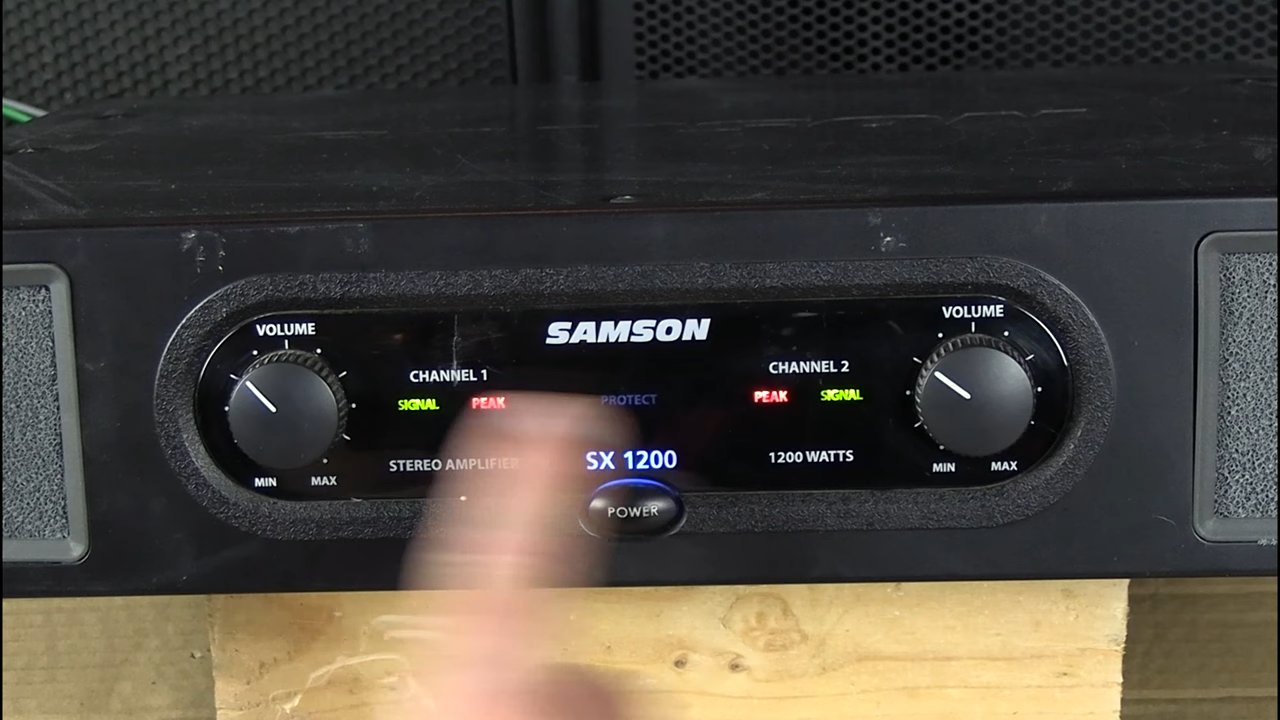 VOLUME
SAMSON
VOLUME
CHANNEL 1
CHANNEL 2
SIGNAL PEAK
PROTECT
PEAK SIGNAL
STEREO AMPLIFIER
SX 1200
1200 WATTS
MIN MAX
POWER
MIN MAX